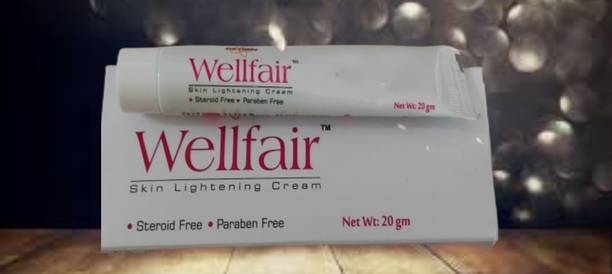 Wellfair™
Skin Lightening Cream
• Steroid Free • Paraben Free
Net Wt: 20 gm
Wellfair™
Skin Lightening Cream
• Steroid Free • Paraben Free
Net Wt: 20 gm